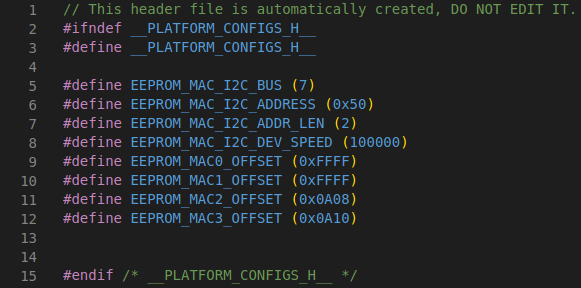 1 // This header file is automatically created, DO NOT EDIT IT.
2 #ifndef __PLATFORM_CONFIGS_H__
3 #define __PLATFORM_CONFIGS_H__
4
5 #define EEPROM_MAC_I2C_BUS (7)
6 #define EEPROM_MAC_I2C_ADDRESS (0x50)
7 #define EEPROM_MAC_I2C_ADDR_LEN (2)
8 #define EEPROM_MAC_I2C_DEV_SPEED (100000)
9 #define EEPROM_MAC0_OFFSET (0xFFFF)
10 #define EEPROM_MAC1_OFFSET (0xFFFF)
11 #define EEPROM_MAC2_OFFSET (0x0A08)
12 #define EEPROM_MAC3_OFFSET (0x0A10)
13
14
15 #endif /* __PLATFORM_CONFIGS_H__ */